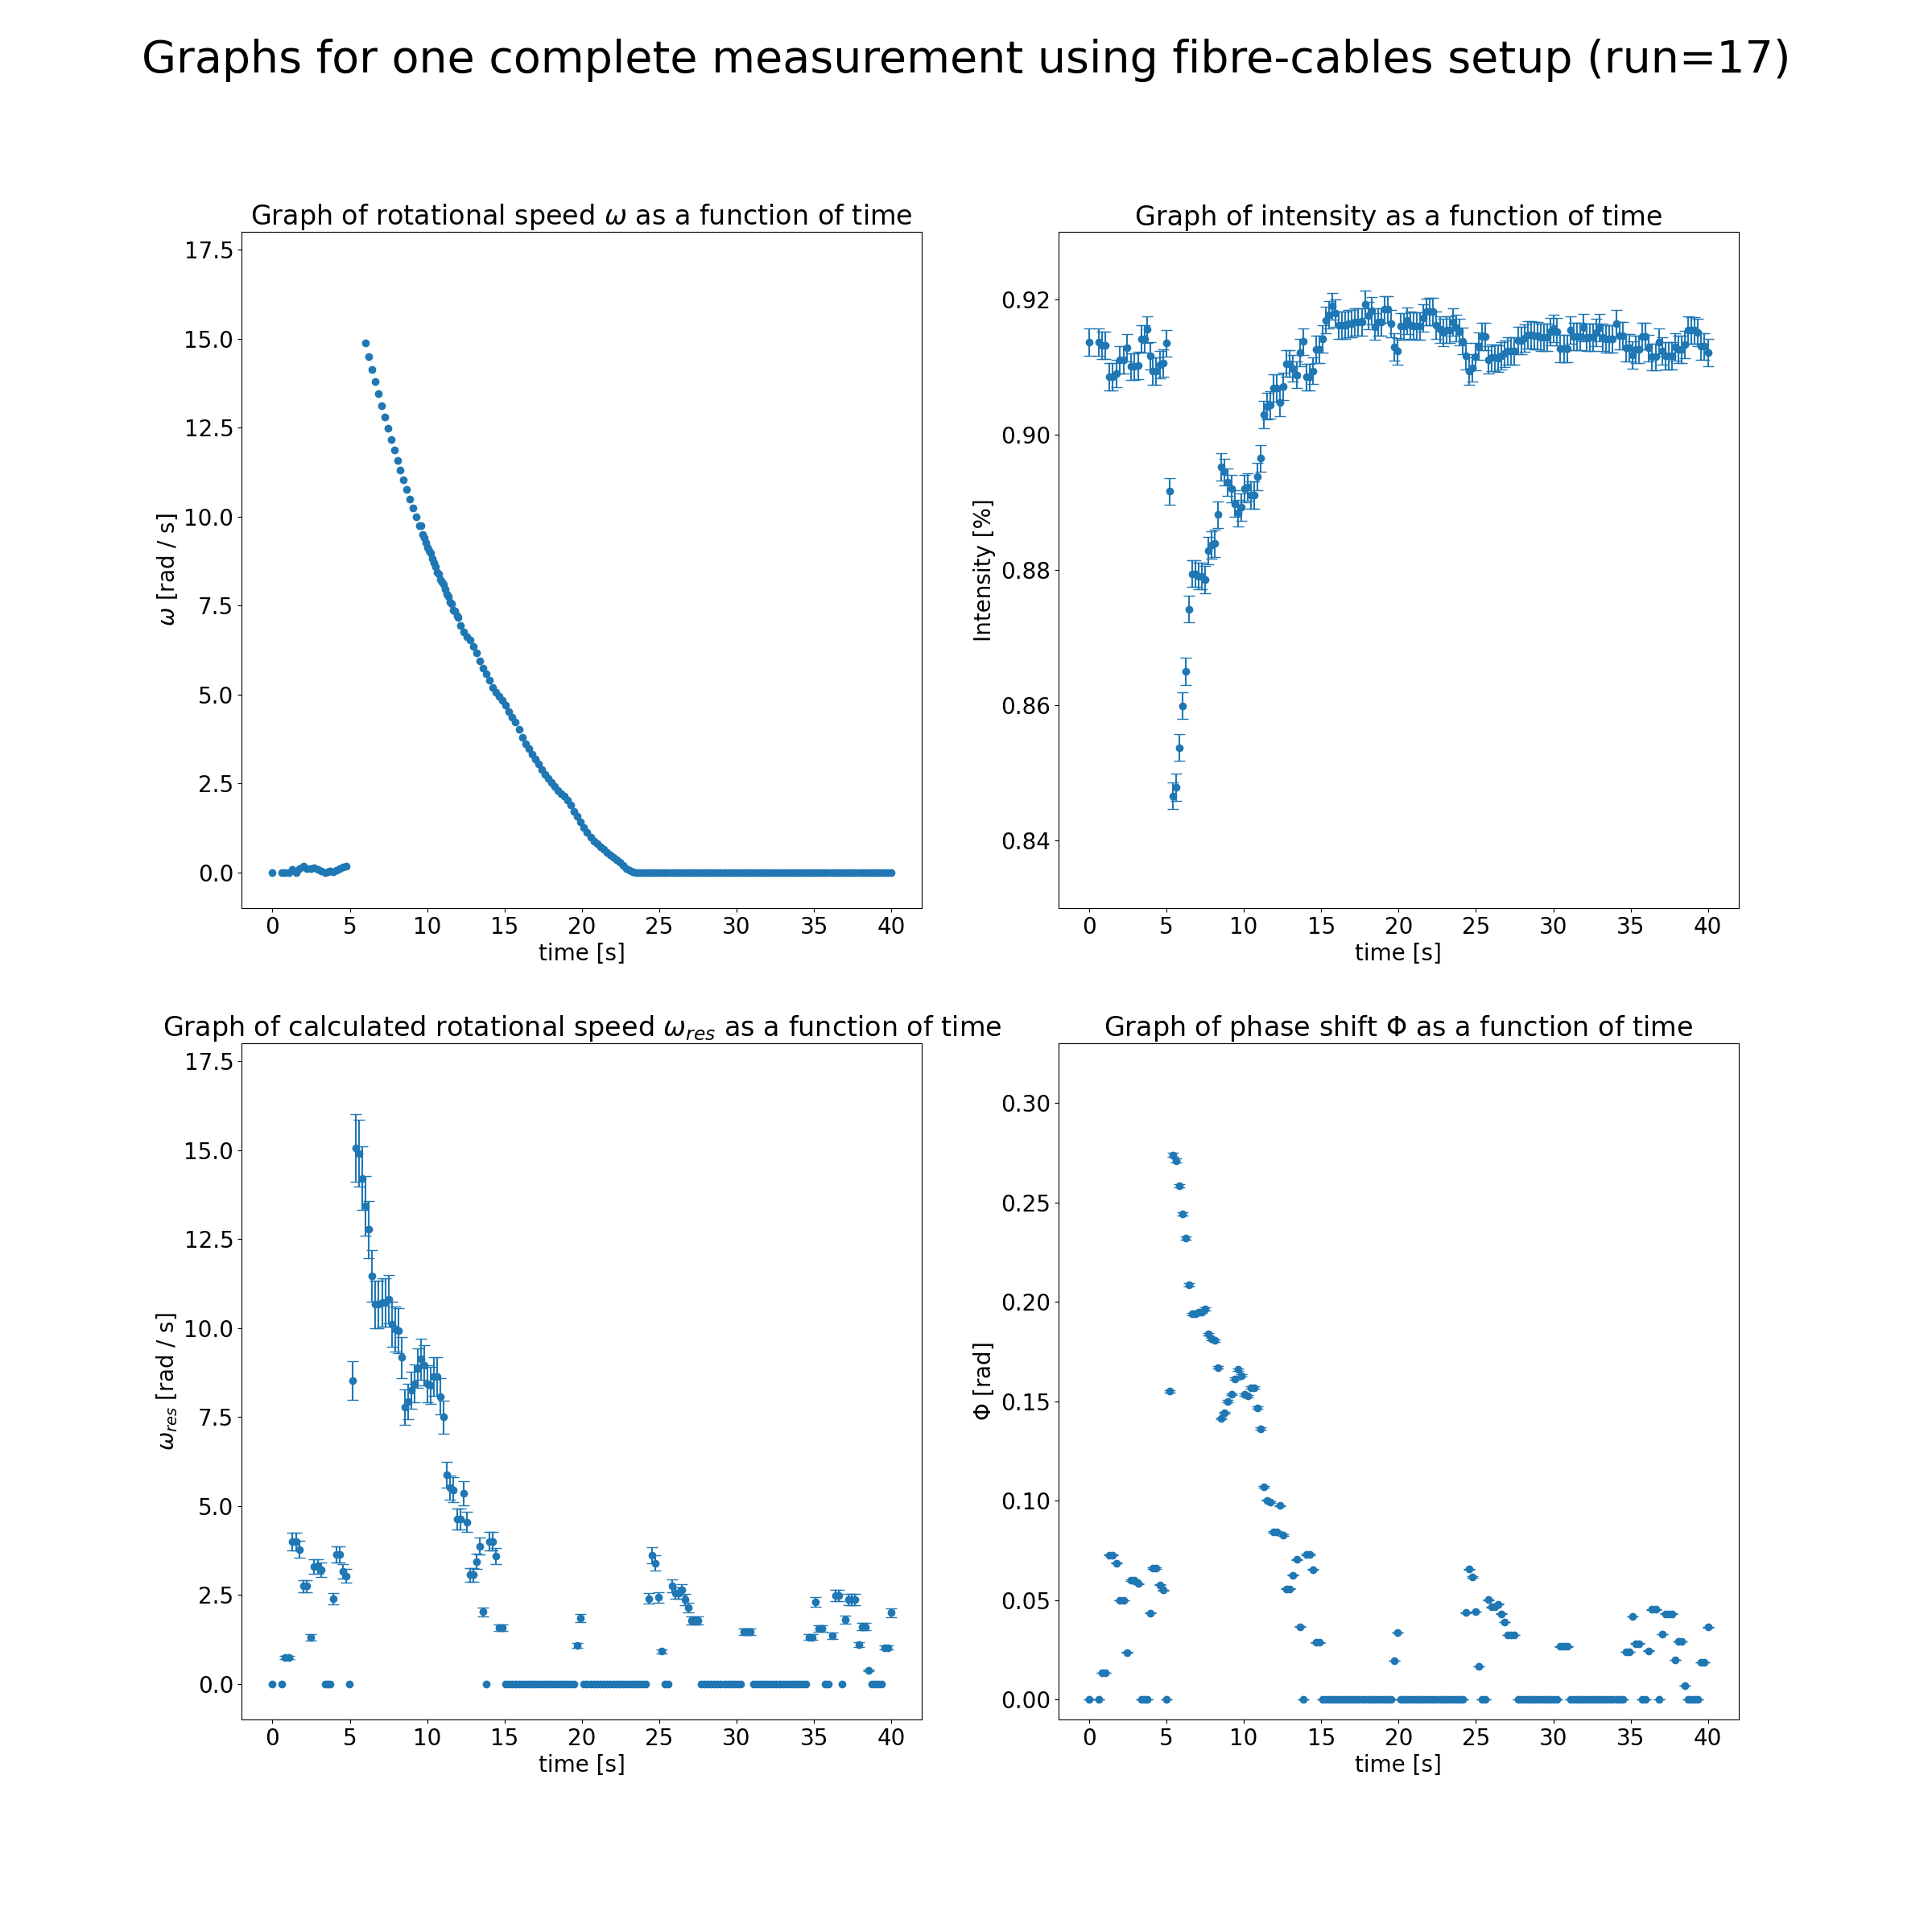 Graphs for one complete measurement using fibre-cables setup (run=17)
Graph of rotational speed ω as a function of time
17.5
15.0
12.5
10.0
7.5
5.0
2.5
0.0
ω [rad / s]
0 5 10 15 20 25 30 35 40
time [s]
Graph of intensity as a function of time
0.92
0.90
0.88
0.86
0.84
Intensity [%]
0 5 10 15 20 25 30 35 40
time [s]
Graph of calculated rotational speed ω_res as a function of time
17.5
15.0
12.5
10.0
7.5
5.0
2.5
0.0
ω_res [rad / s]
0 5 10 15 20 25 30 35 40
time [s]
Graph of phase shift Φ as a function of time
0.30
0.25
0.20
0.15
0.10
0.05
0.00
Φ [rad]
0 5 10 15 20 25 30 35 40
time [s]